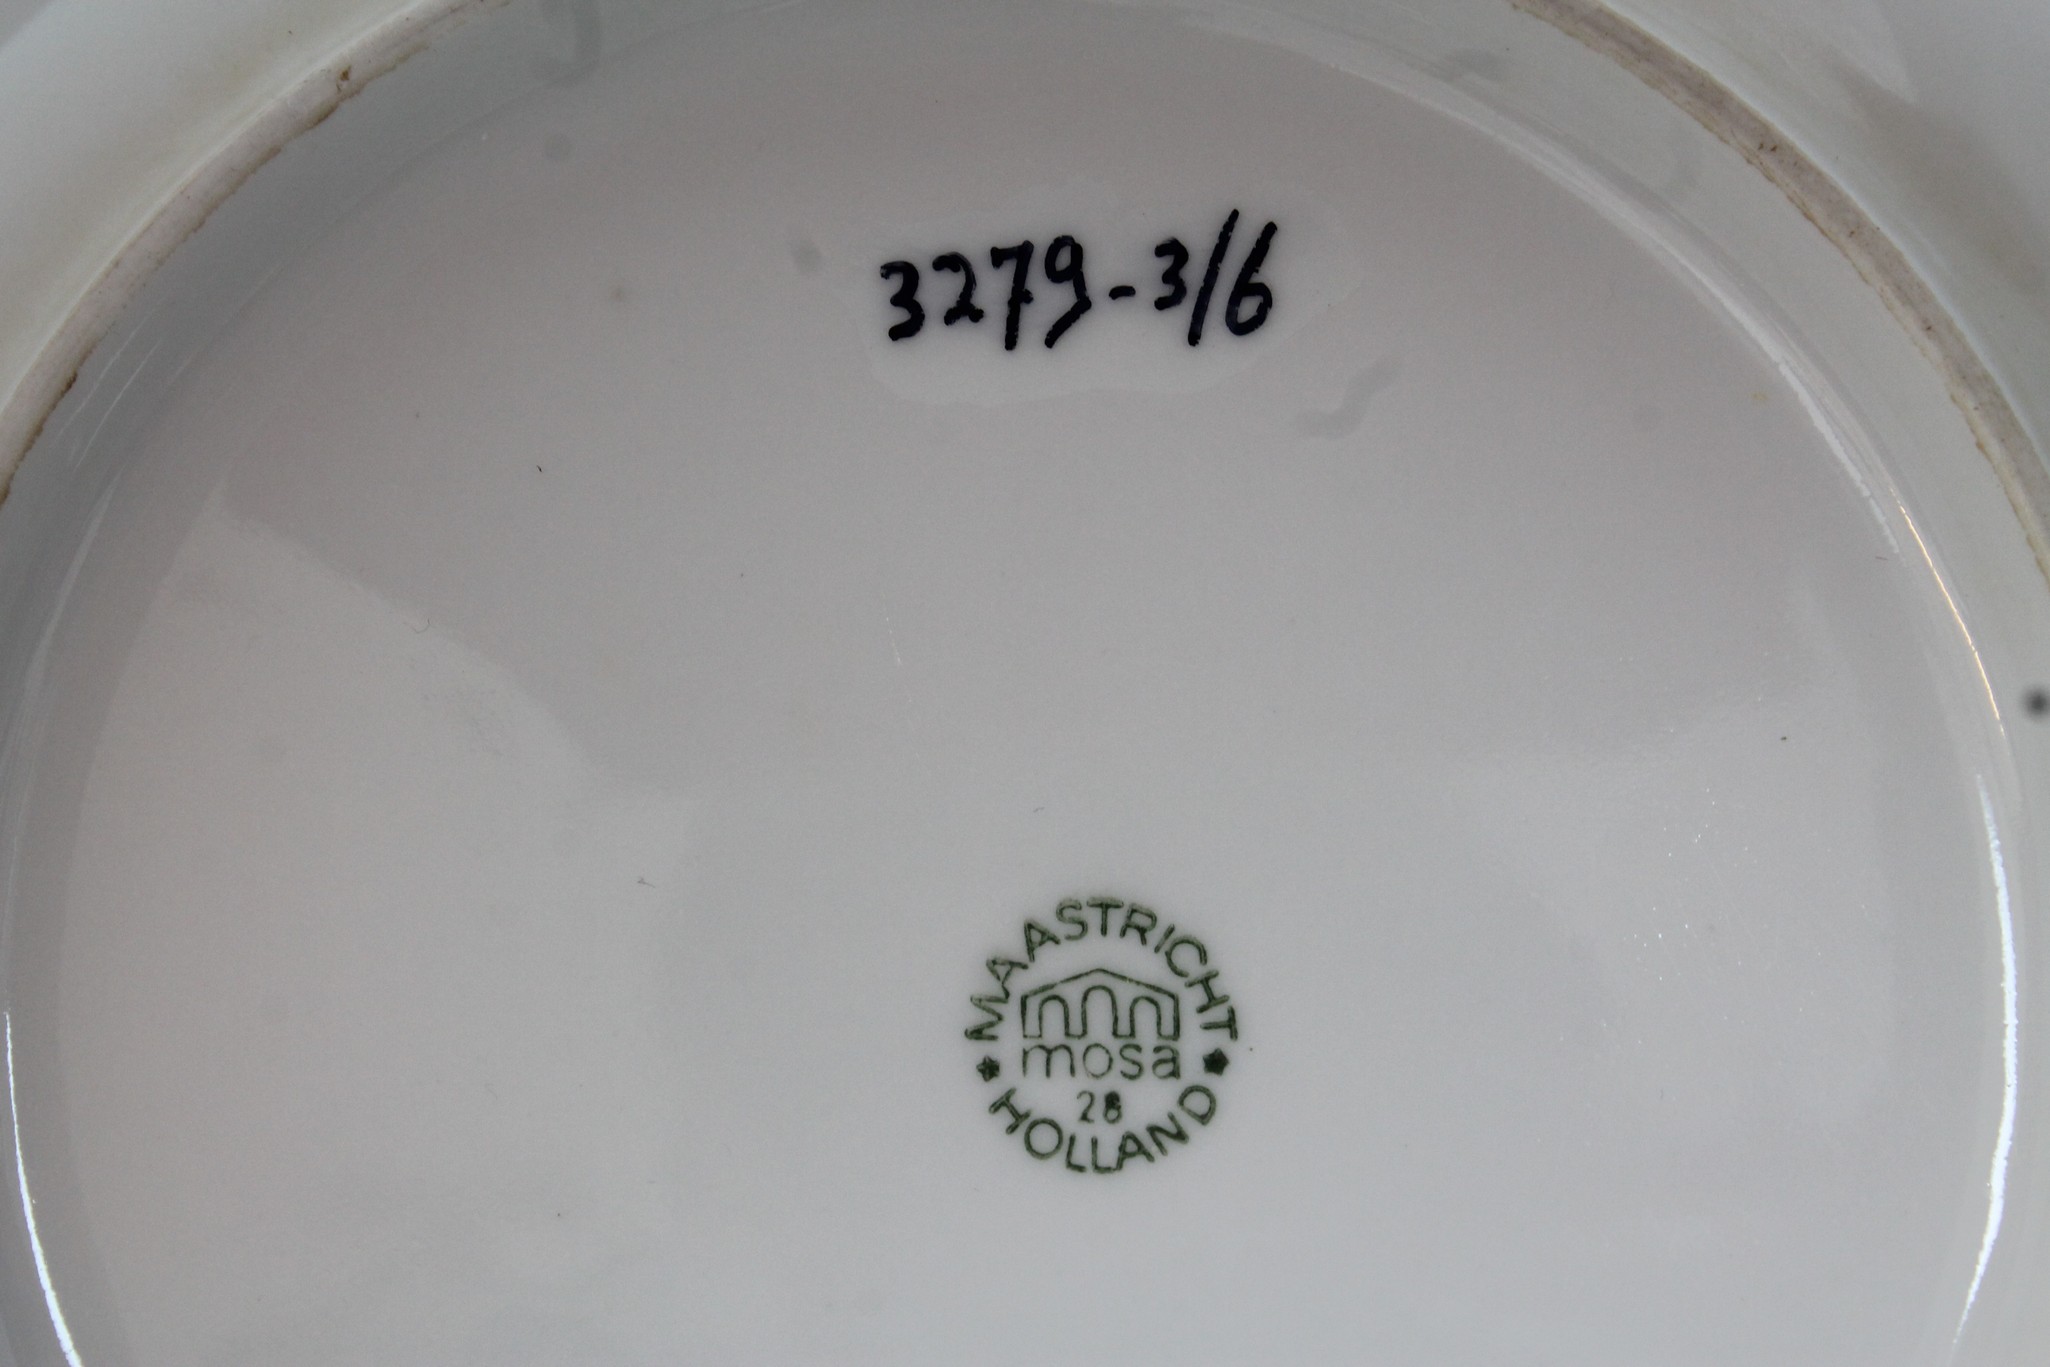 3279-3/6
MAASTRICHT
mosa
28
HOLLAND